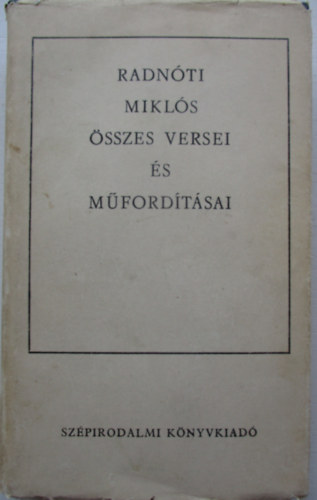 RADNÓTI
MIKLÓS
ÖSSZES VERSEI
ÉS
MŰFORDÍTÁSAI
SZÉPIRODALMI KÖNYVKIADÓ